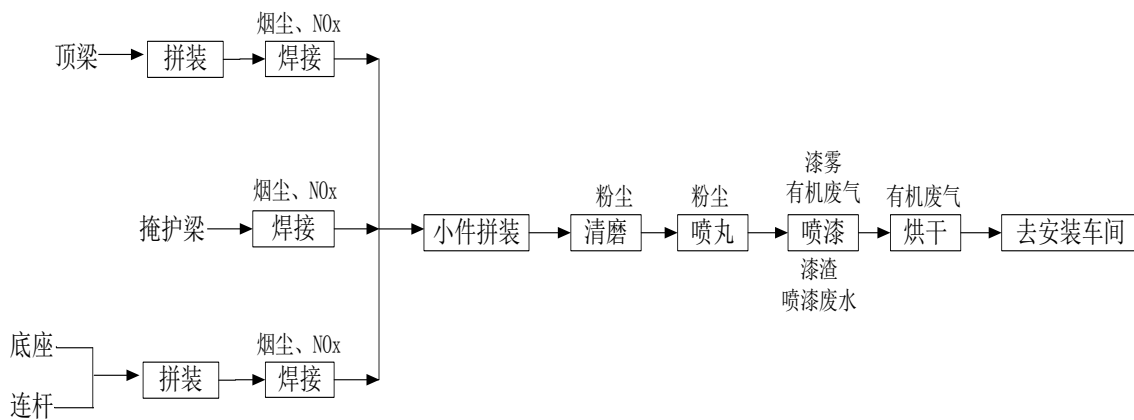 烟尘、NOx
顶梁
拼装
焊接
烟尘、NOx
掩护梁
焊接
小件拼装
粉尘
清磨
粉尘
喷丸
漆雾
有机废气
喷漆
漆渣
喷漆废水
有机废气
烘干
去安装车间
烟尘、NOx
底座
连杆
拼装
焊接